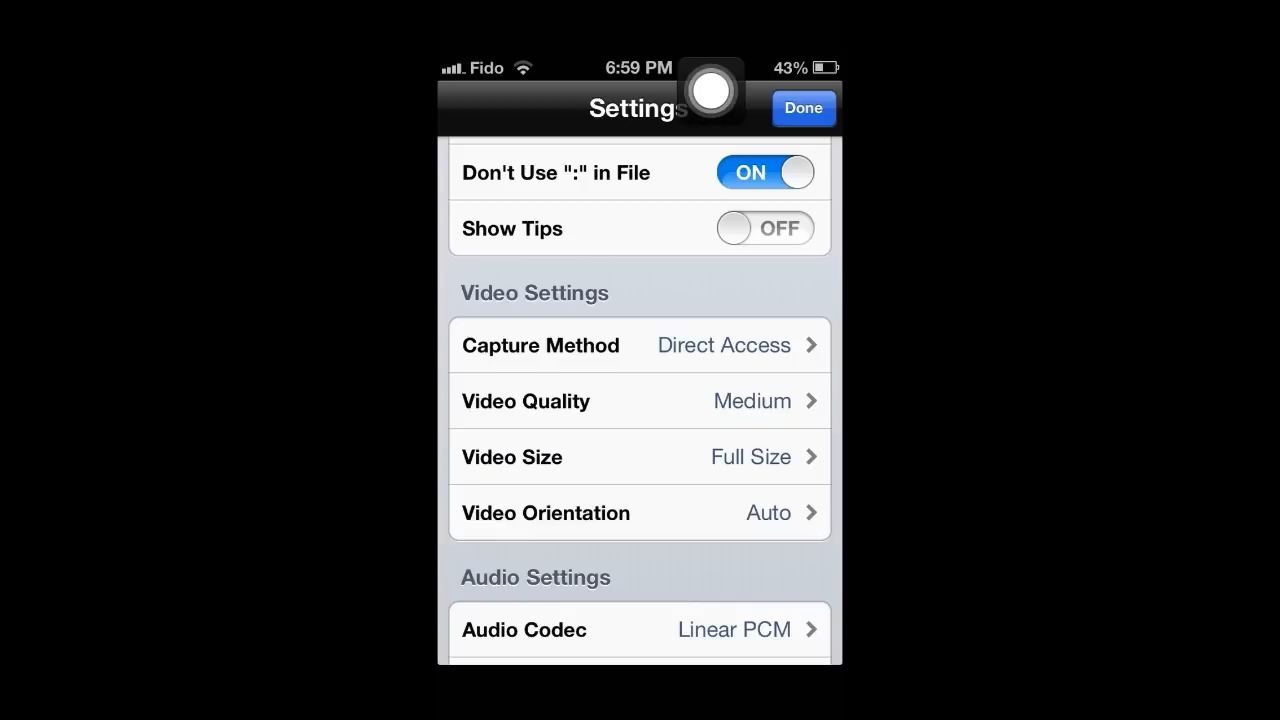 Fido 6:59 PM 43%
Settings Done
Don't Use ":" in File ON
Show Tips OFF
Video Settings
Capture Method Direct Access
Video Quality Medium
Video Size Full Size
Video Orientation Auto
Audio Settings
Audio Codec Linear PCM